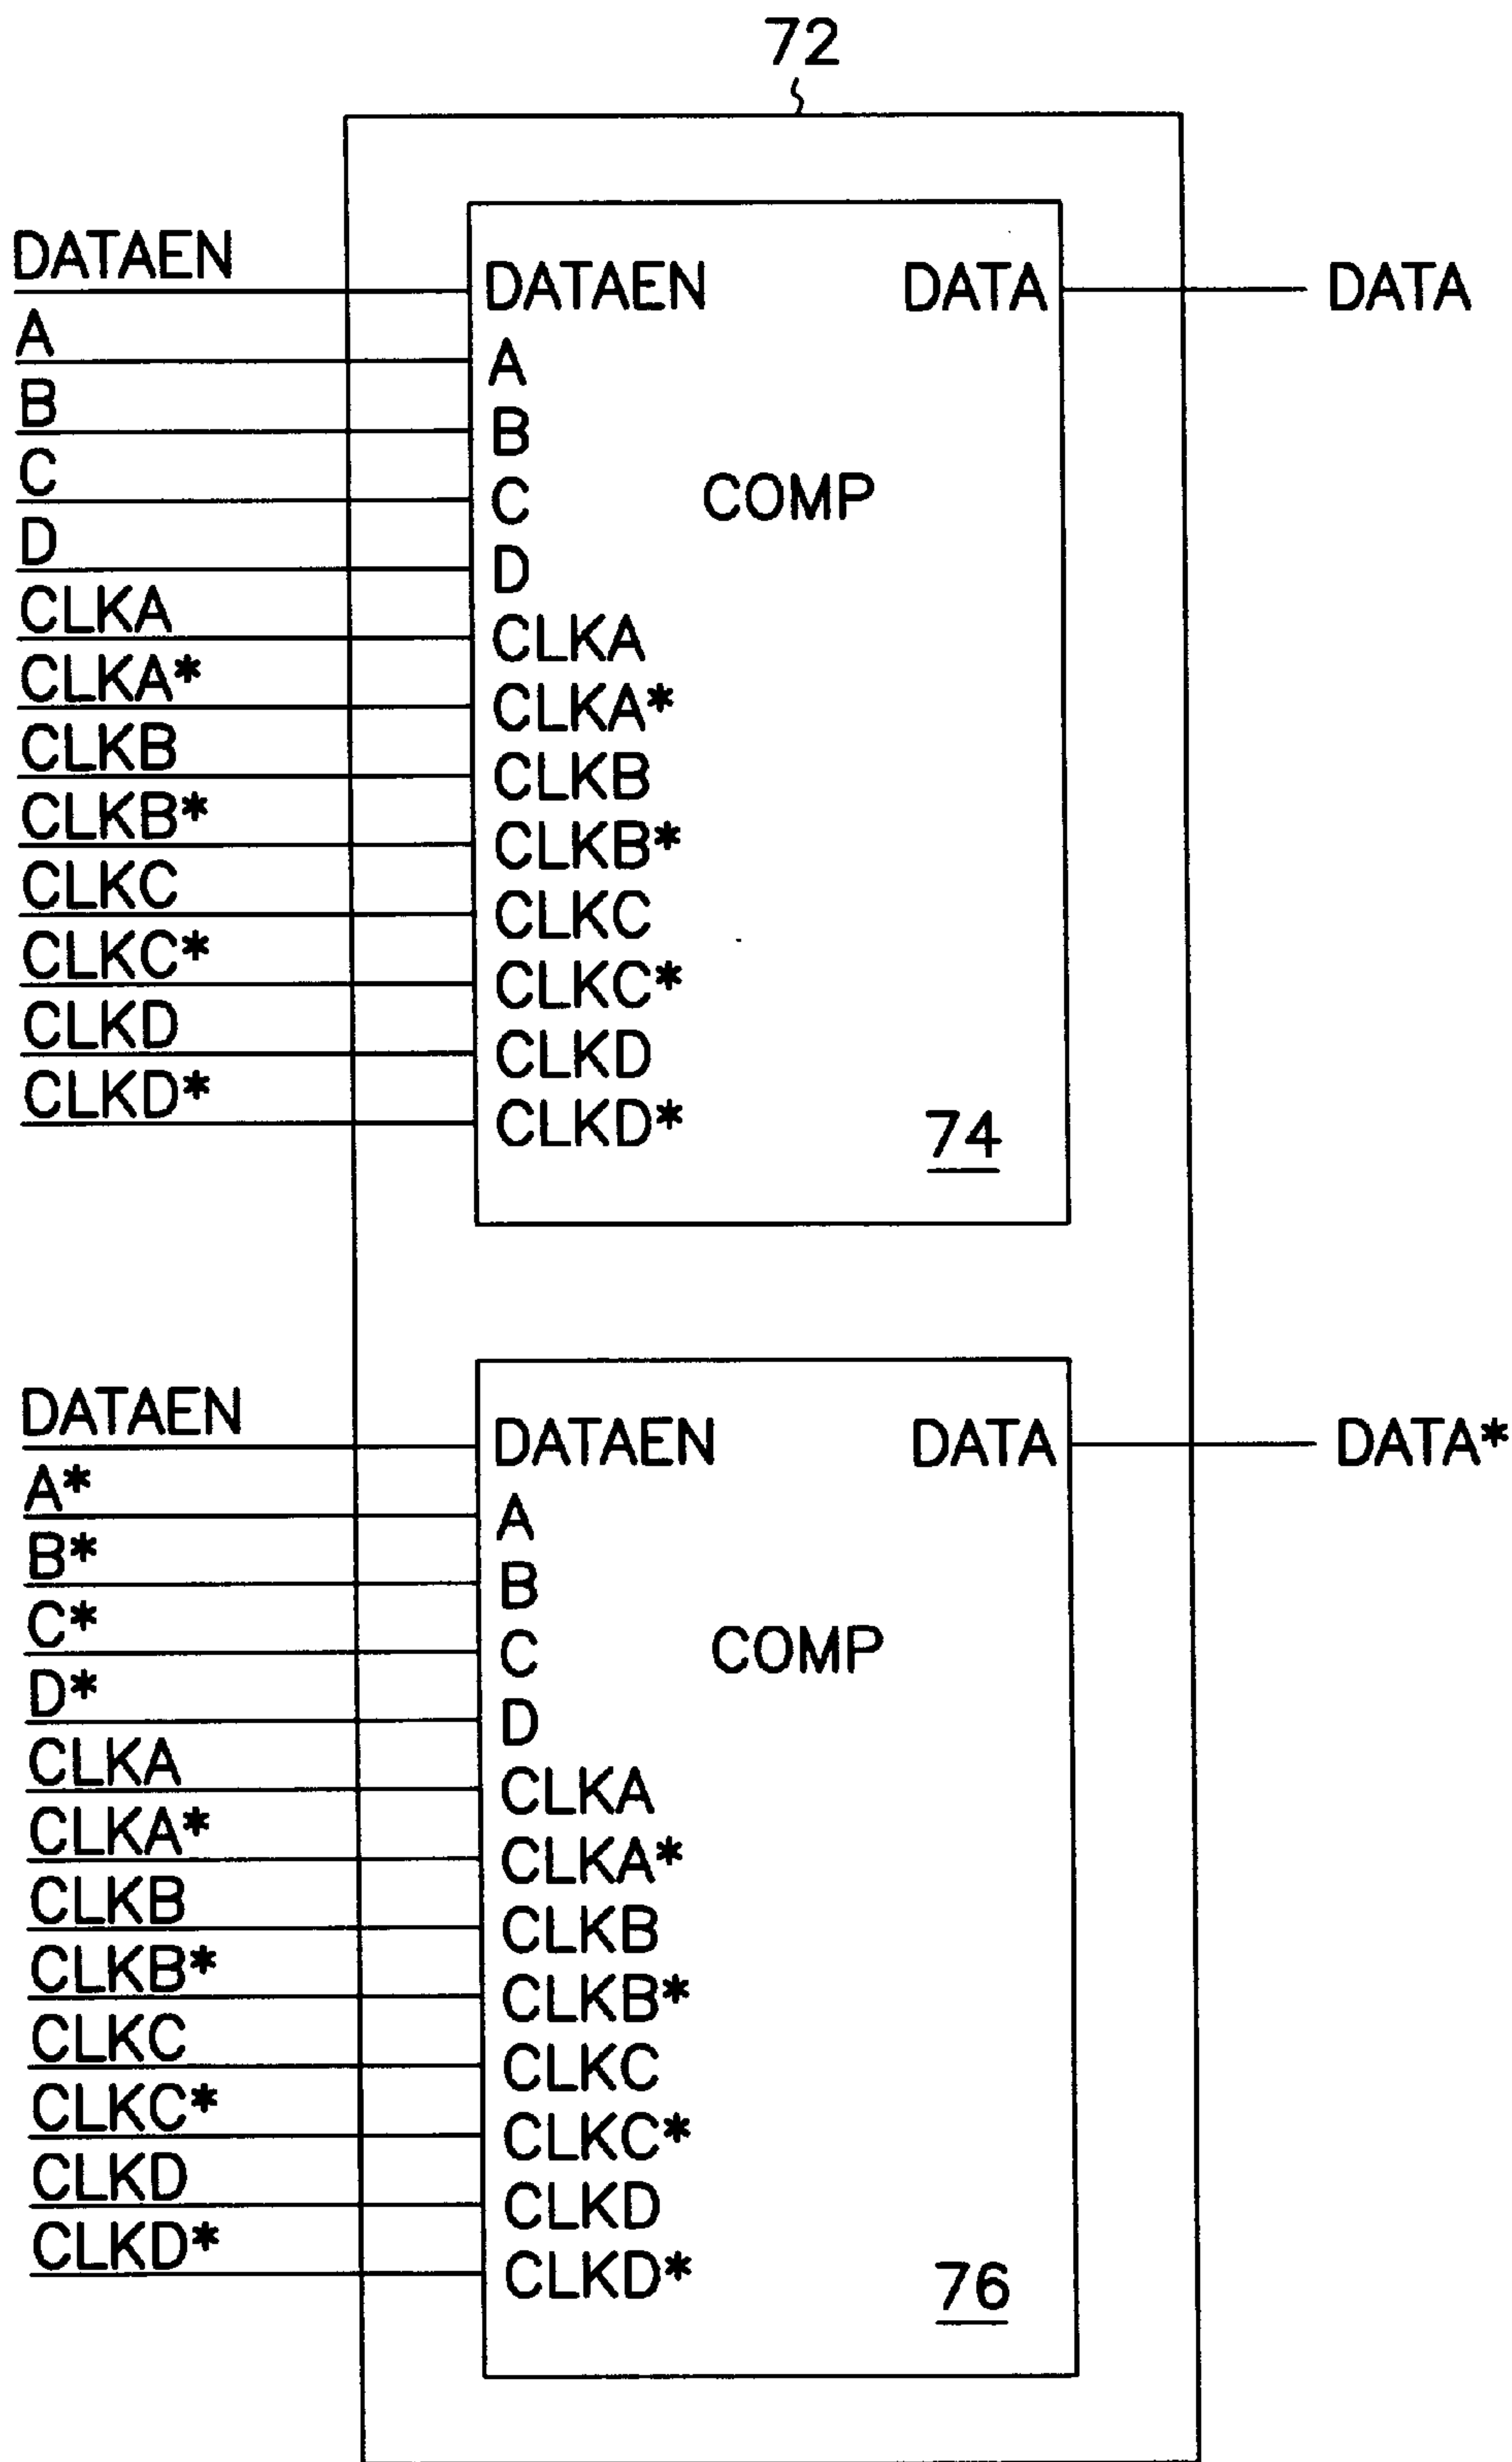 72
DATAEN
DATAEN DATA DATA
A
A
B
B
C
C COMP
D
D
CLKA
CLKA
CLKA*
CLKA*
CLKB
CLKB
CLKB*
CLKB*
CLKC
CLKC
CLKC*
CLKC*
CLKD
CLKD
CLKD*
CLKD* 74
DATAEN
DATAEN DATA DATA*
A*
A
B*
B
C*
C COMP
D*
D
CLKA
CLKA
CLKA*
CLKA*
CLKB
CLKB
CLKB*
CLKB*
CLKC
CLKC
CLKC*
CLKC*
CLKD
CLKD
CLKD*
CLKD* 76